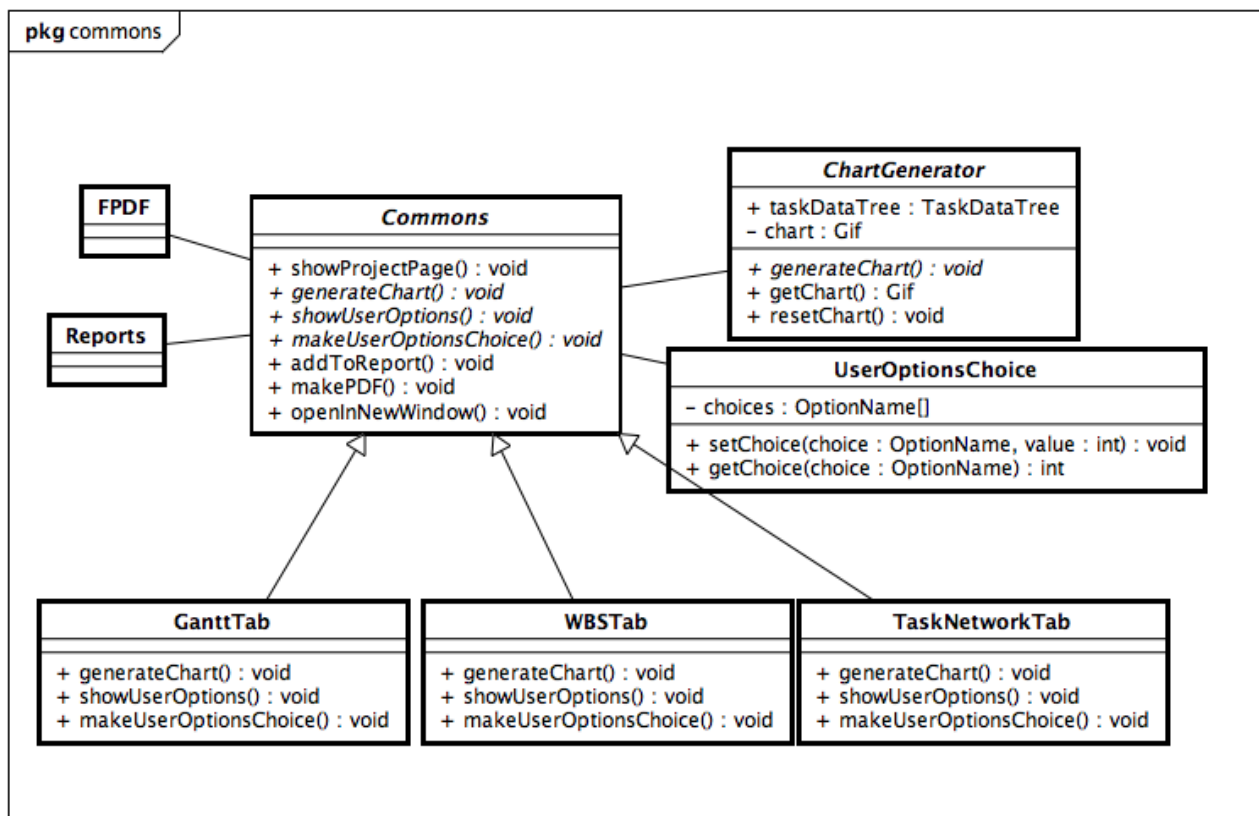 pkg commons
FPDF
Reports
Commons
+ showProjectPage() : void
+ generateChart() : void
+ showUserOptions() : void
+ makeUserOptionsChoice() : void
+ addToReport() : void
+ makePDF() : void
+ openInNewWindow() : void
ChartGenerator
+ taskDataTree : TaskDataTree
– chart : Gif
+ generateChart() : void
+ getChart() : Gif
+ resetChart() : void
UserOptionsChoice
– choices : OptionName[]
+ setChoice(choice : OptionName, value : int) : void
+ getChoice(choice : OptionName) : int
GanttTab
+ generateChart() : void
+ showUserOptions() : void
+ makeUserOptionsChoice() : void
WBSTab
+ generateChart() : void
+ showUserOptions() : void
+ makeUserOptionsChoice() : void
TaskNetworkTab
+ generateChart() : void
+ showUserOptions() : void
+ makeUserOptionsChoice() : void